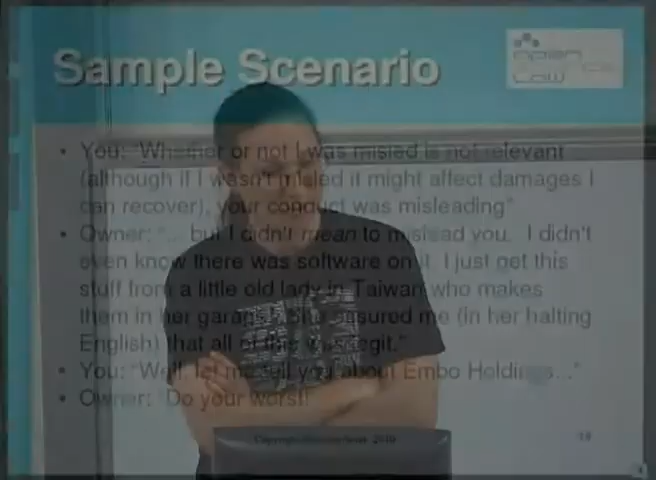 Sample Scenario
open
Law
• You: "Whether or not I was misled is not relevant
(although if I wasn't misled it might affect damages I
can recover), your conduct was misleading"
• Owner: "... but I didn't mean to mislead you. I didn't
even know there was software on it. I just get this
stuff from a little old lady in Taiwan who makes
them in her garage. She assured me (in her halting
English) that all of this was legit."
• You: "Well, let me tell you about Embo Holdings..."
• Owner: "Do your worst!"
2010